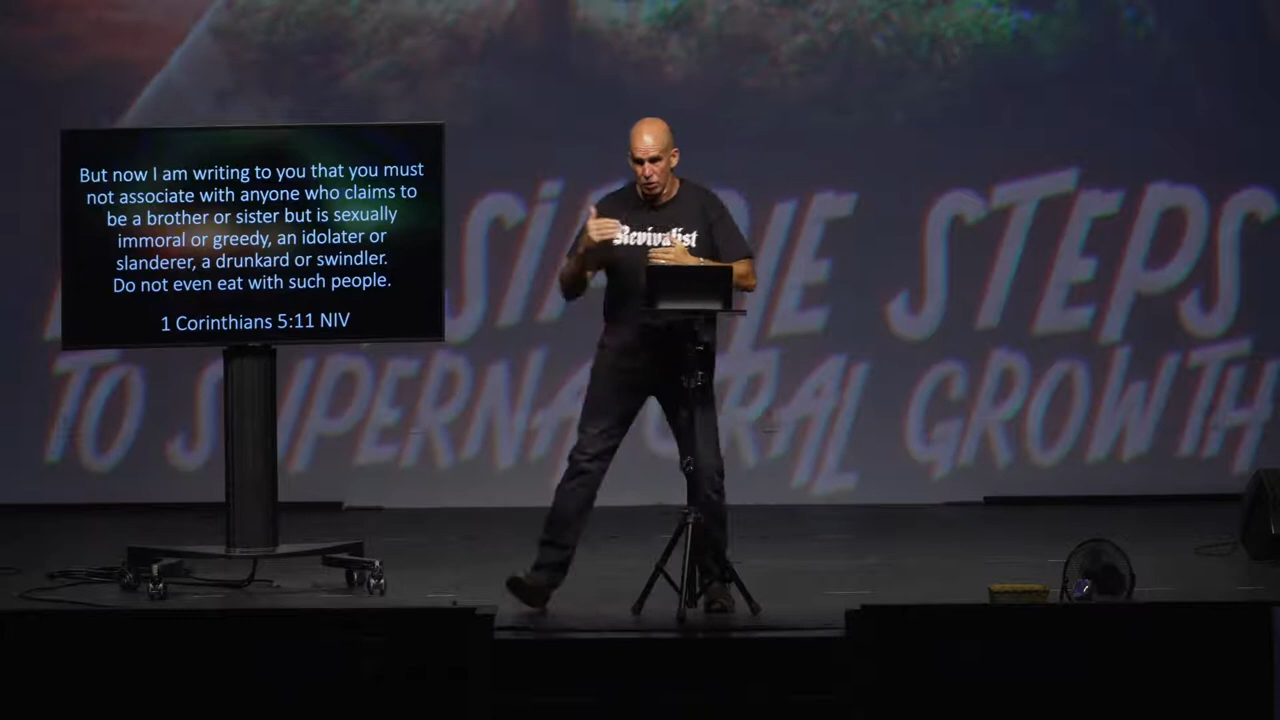 But now I am writing to you that you must
not associate with anyone who claims to
be a brother or sister but is sexually
immoral or greedy, an idolater or
slanderer, a drunkard or swindler.
Do not even eat with such people.
1 Corinthians 5:11 NIV
Revivalist
STEPS
TO SUPERNATURAL GROWTH